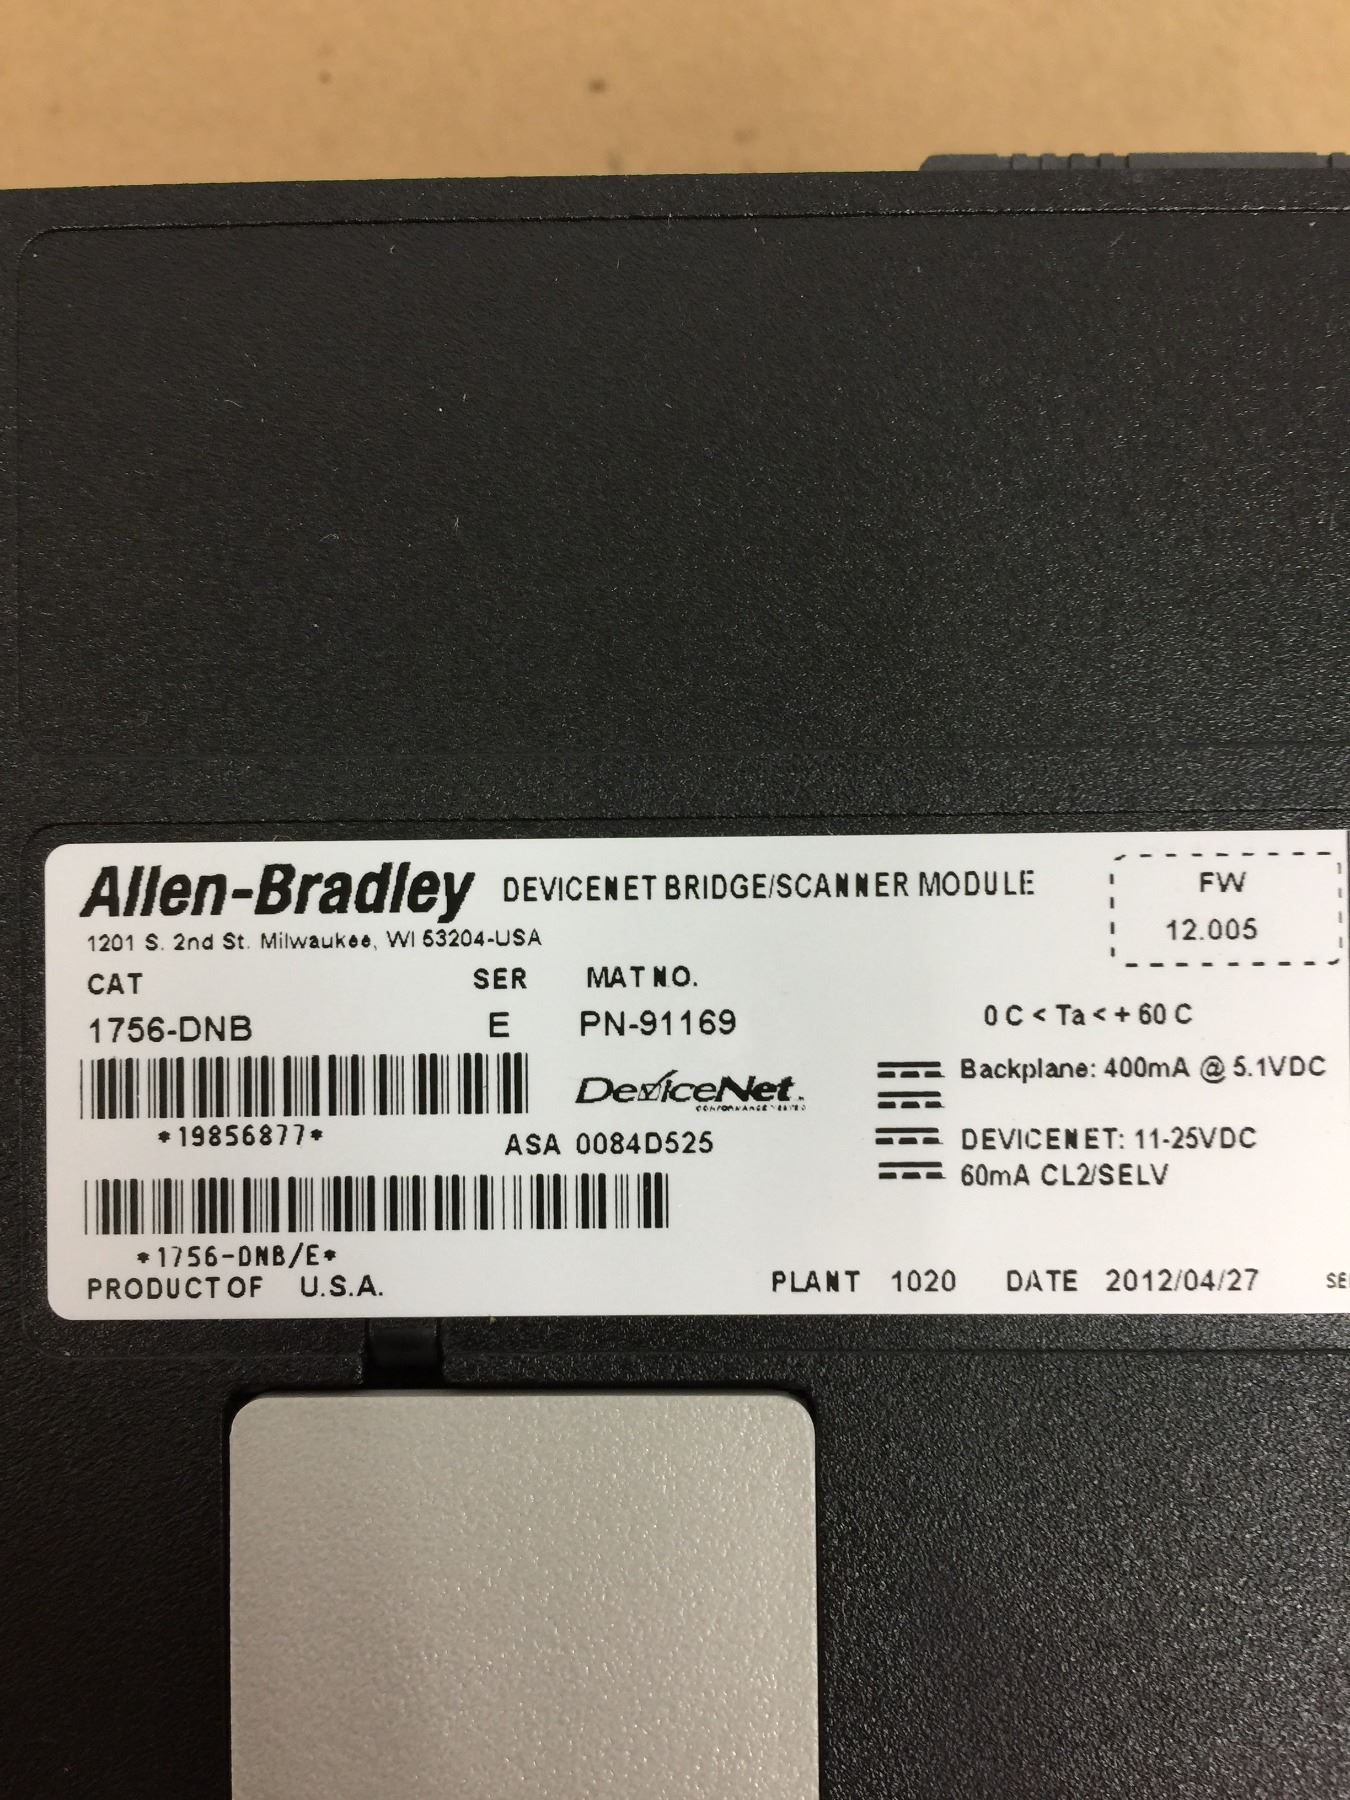 Allen-Bradley DEVICENET BRIDGE/SCANNER MODULE
FW
12.005
1201 S. 2nd St. Milwaukee, WI 53204-USA
CAT SER MAT NO.
1756-DNB E PN-91169
0 C < Ta < + 60 C
Backplane: 400mA @ 5.1VDC
DeviceNet
CONFORMANCE TESTED
*19856877*
ASA 0084D525
DEVICENET: 11-25VDC
60mA CL2/SELV
*1756-DNB/E*
PRODUCT OF U.S.A.
PLANT 1020 DATE 2012/04/27